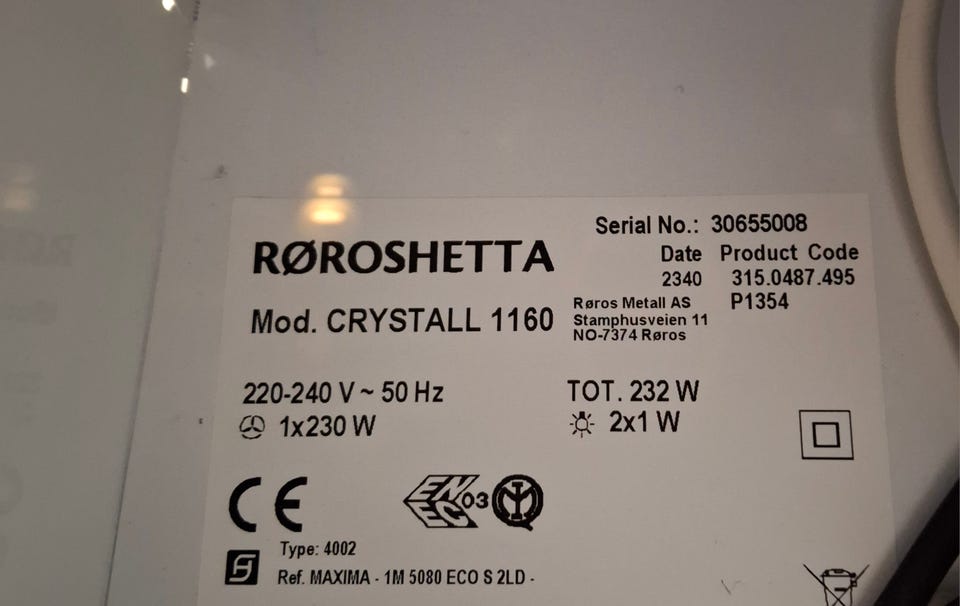 RØROSHETTA
Mod. CRYSTALL 1160
Serial No.: 30655008
Date Product Code
2340 315.0487.495
P1354
Røros Metall AS
Stamphusveien 11
NO-7374 Røros
220-240 V ~ 50 Hz
1x230 W
TOT. 232 W
2x1 W
CE
ENEC 03 IMQ
Type: 4002
Ref. MAXIMA - 1M 5080 ECO S 2LD -